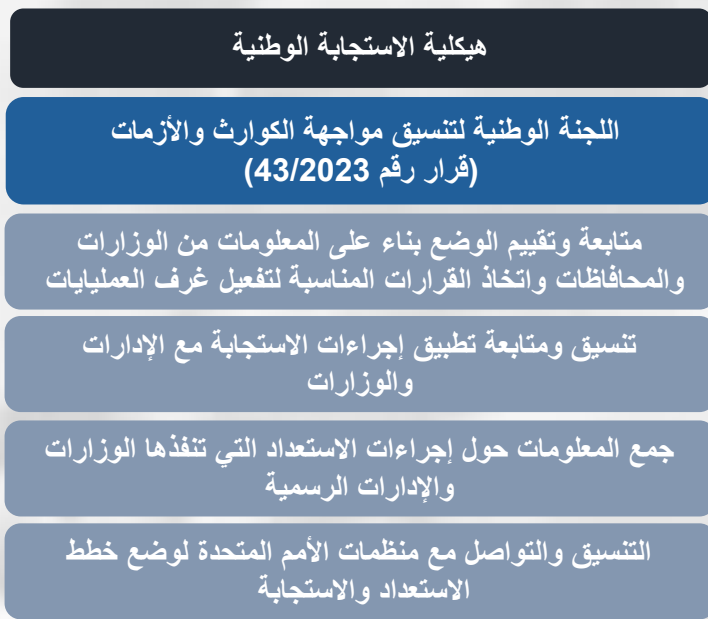 هيكلية الاستجابة الوطنية
اللجنة الوطنية لتنسيق مواجهة الكوارث والأزمات
(قرار رقم 43/2023)
متابعة وتقييم الوضع بناء على المعلومات من الوزارات
والمحافظات واتخاذ القرارات المناسبة لتفعيل غرف العمليايات
تنسيق ومتابعة تطبيق إجراءات الاستجابة مع الإدارات
والوزارات
جمع المعلومات حول إجراءات الاستعداد التي تنفذها الوزارات
والإدارات الرسمية
التنسيق والتواصل مع منظمات الأمم المتحدة لوضع خطط
الاستعداد والاستجابة